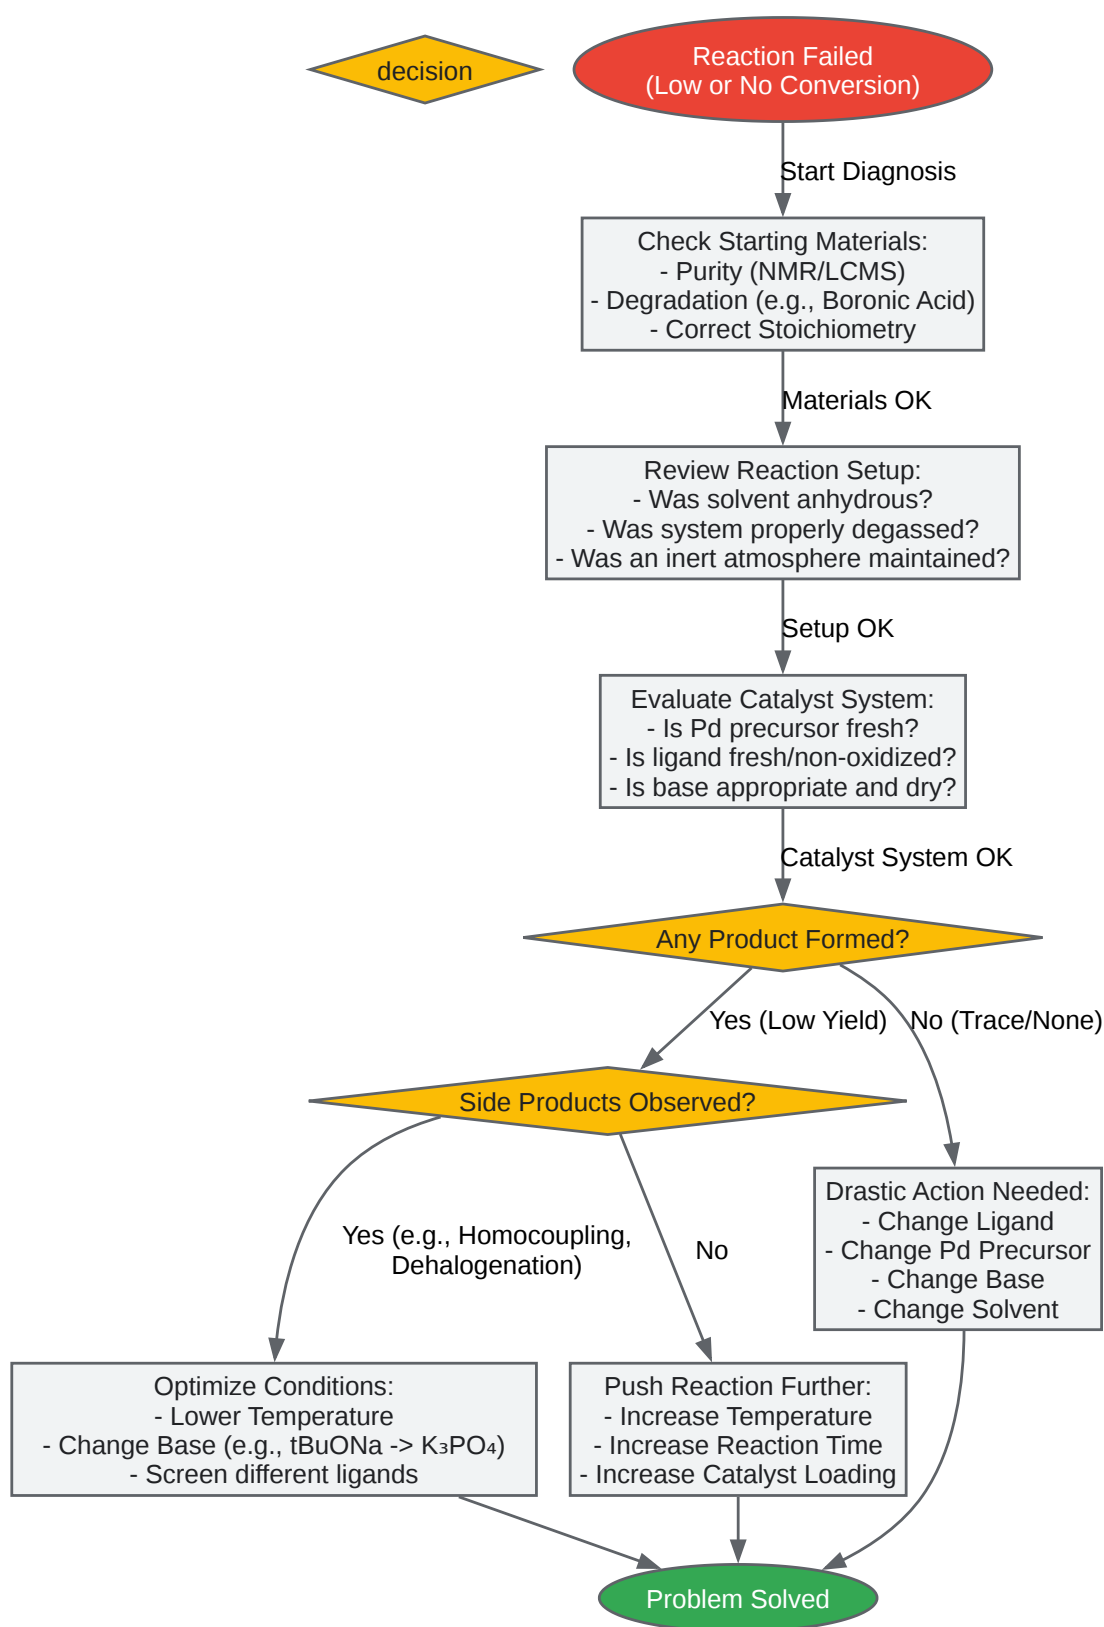 decision
Reaction Failed
(Low or No Conversion)
Start Diagnosis
Check Starting Materials:
- Purity (NMR/LCMS)
- Degradation (e.g., Boronic Acid)
- Correct Stoichiometry
Materials OK
Review Reaction Setup:
- Was solvent anhydrous?
- Was system properly degassed?
- Was an inert atmosphere maintained?
Setup OK
Evaluate Catalyst System:
- Is Pd precursor fresh?
- Is ligand fresh/non-oxidized?
- Is base appropriate and dry?
Catalyst System OK
Any Product Formed?
Yes (Low Yield)
No (Trace/None)
Side Products Observed?
Yes (e.g., Homocoupling,
Dehalogenation)
No
Drastic Action Needed:
- Change Ligand
- Change Pd Precursor
- Change Base
- Change Solvent
Optimize Conditions:
- Lower Temperature
- Change Base (e.g., tBuONa -> K₃PO₄)
- Screen different ligands
Push Reaction Further:
- Increase Temperature
- Increase Reaction Time
- Increase Catalyst Loading
Problem Solved